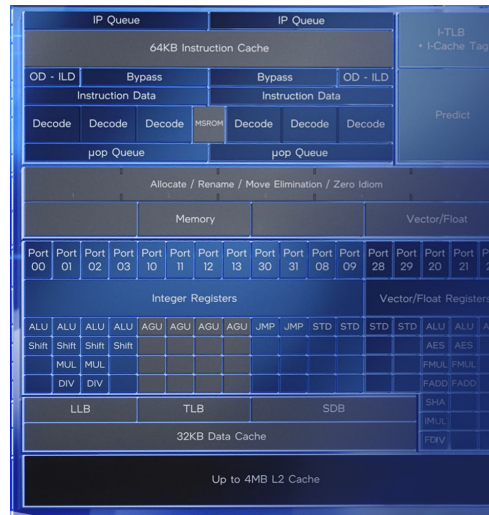 IP Queue IP Queue
I-TLB
64KB Instruction Cache + I-Cache Tag
OD - ILD Bypass Bypass OD - ILD
Instruction Data Instruction Data
Decode Decode Decode MSROM Decode Decode Decode Predict
µop Queue µop Queue
Allocate / Rename / Move Elimination / Zero Idiom
Memory Vector/Float
Port Port Port Port Port Port Port Port Port Port Port Port Port Port Port Port
00 01 02 03 10 11 12 13 30 31 08 09 28 29 20 21
Integer Registers Vector/Float Registers
ALU ALU ALU ALU AGU AGU AGU AGU JMP JMP STD STD STD STD ALU ALU
Shift Shift Shift Shift AES AES
MUL MUL FMUL FMUL
DIV DIV FADD FADD
LLB TLB SDB SHA
IMUL
32KB Data Cache FDIV
Up to 4MB L2 Cache